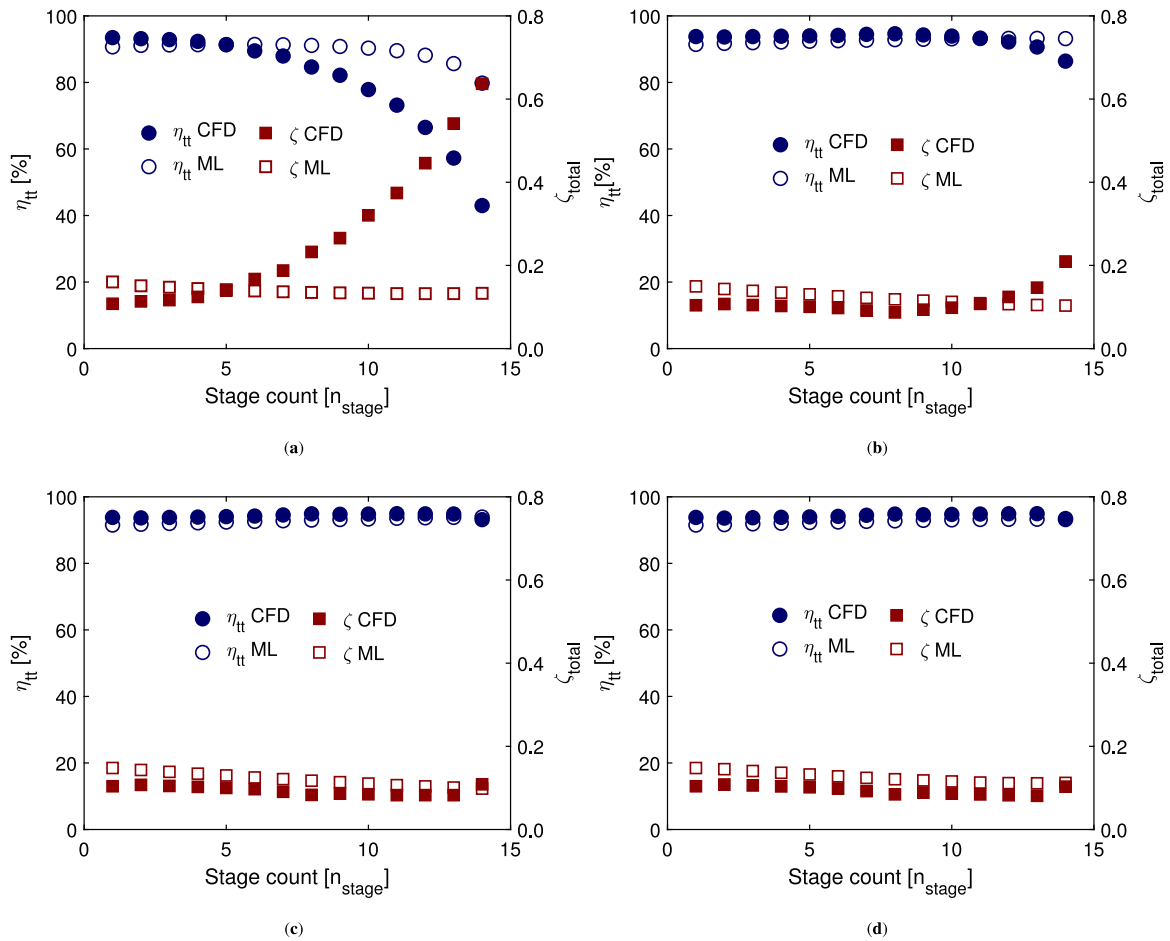 100
80
60
40
20
0
η_tt [%]
0.8
0.6
0.4
0.2
0.0
ζ_total
η_tt CFD
η_tt ML
ζ CFD
ζ ML
0 5 10 15
Stage count [n_stage]
(a)
100
80
60
40
20
0
η_tt[%]
0.8
0.6
0.4
0.2
0.0
ζ_total
η_tt CFD
η_tt ML
ζ CFD
ζ ML
0 5 10 15
Stage count [n_stage]
(b)
100
80
60
40
20
0
η_tt [%]
0.8
0.6
0.4
0.2
0.0
ζ_total
η_tt CFD
η_tt ML
ζ CFD
ζ ML
0 5 10 15
Stage count [n_stage]
(c)
100
80
60
40
20
0
η_tt [%]
0.8
0.6
0.4
0.2
0.0
ζ_total
η_tt CFD
η_tt ML
ζ CFD
ζ ML
0 5 10 15
Stage count [n_stage]
(d)